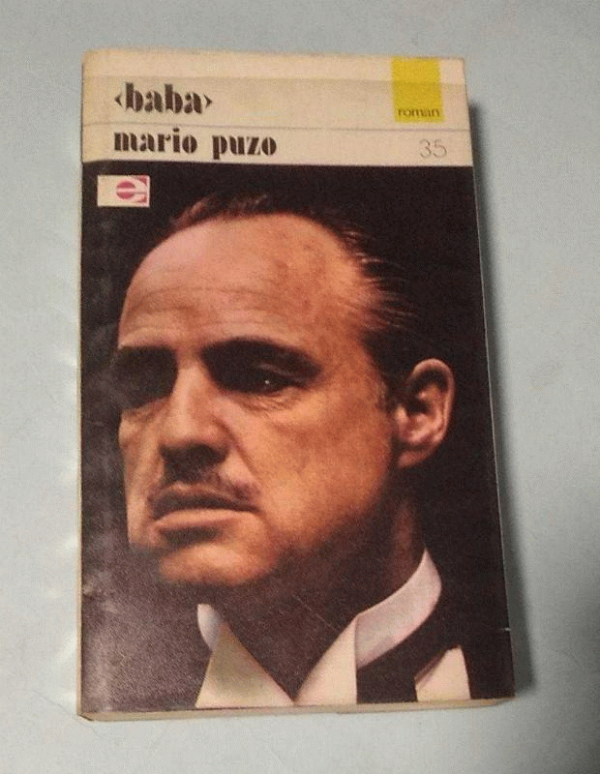 ‹baba›
roman
mario puzo
35
e